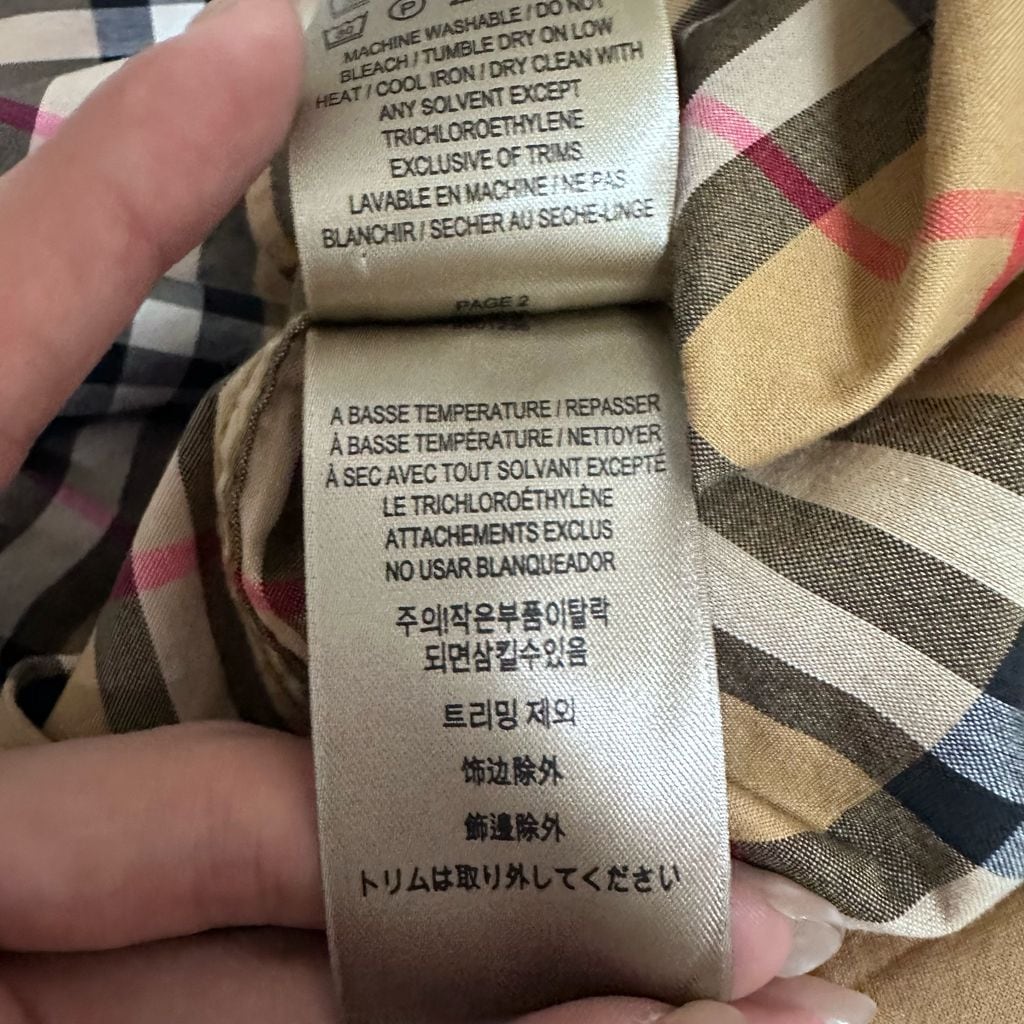 MACHINE WASHABLE / DO NOT
BLEACH / TUMBLE DRY ON LOW
HEAT / COOL IRON / DRY CLEAN WITH
ANY SOLVENT EXCEPT
TRICHLOROETHYLENE
EXCLUSIVE OF TRIMS
LAVABLE EN MACHINE / NE PAS
BLANCHIR / SECHER AU SECHE-LINGE
PAGE 2
A BASSE TEMPERATURE / REPASSER
À BASSE TEMPÉRATURE / NETTOYER
À SEC AVEC TOUT SOLVANT EXCEPTÉ
LE TRICHLOROÉTHYLÈNE
ATTACHEMENTS EXCLUS
NO USAR BLANQUEADOR
주의!작은부품이탈락
되면삼킬수있음
트리밍 제외
饰边除外
飾邊除外
トリムは取り外してください